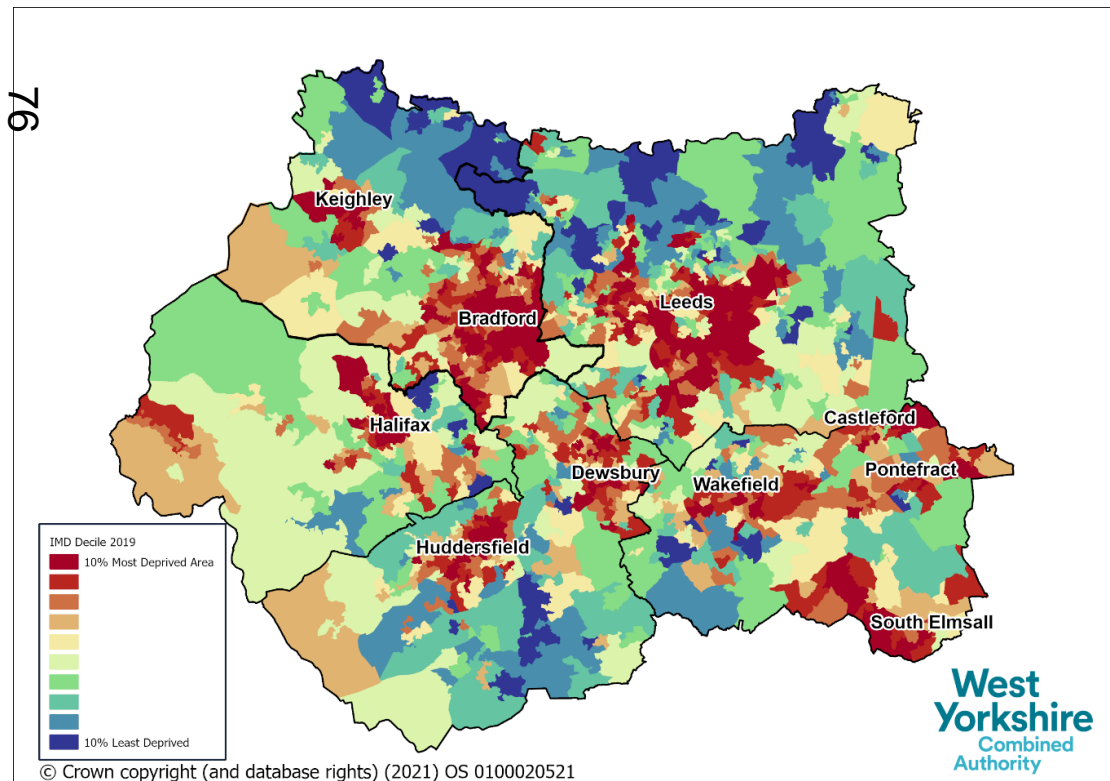 76
Keighley
Bradford
Leeds
Halifax
Castleford
Dewsbury
Wakefield
Pontefract
Huddersfield
South Elmsall
IMD Decile 2019
10% Most Deprived Area
10% Least Deprived
West
Yorkshire
Combined
Authority
© Crown copyright (and database rights) (2021) OS 0100020521